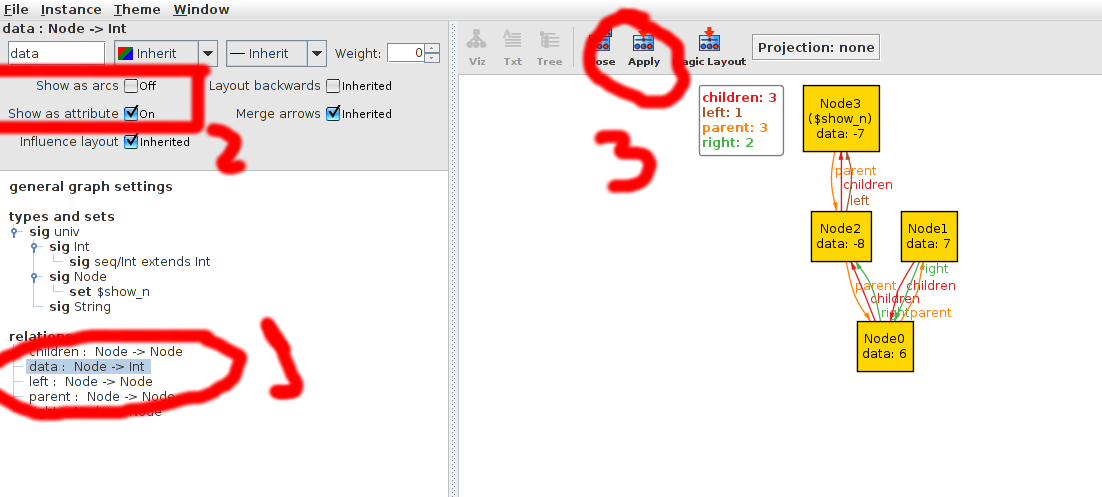 File Instance Theme Window
data : Node -> Int
data Inherit Inherit Weight: 0
Show as arcs Off Layout backwards Inherited
Show as attribute On Merge arrows Inherited
Influence layout Inherited
2
general graph settings
types and sets
sig univ
sig Int
sig seq/Int extends Int
sig Node
set $show_n
sig String
relation
children : Node -> Node
data : Node -> Int
left : Node -> Node
parent : Node -> Node
Node
1
Viz Txt Tree ose Apply agic Layout
Projection: none
3
children: 3
left: 1
parent: 3
right: 2
Node3
($show_n)
data: -7
parent
children
left
Node2
data: -8
Node1
data: 7
right
parent children
children
right parent
Node0
data: 6